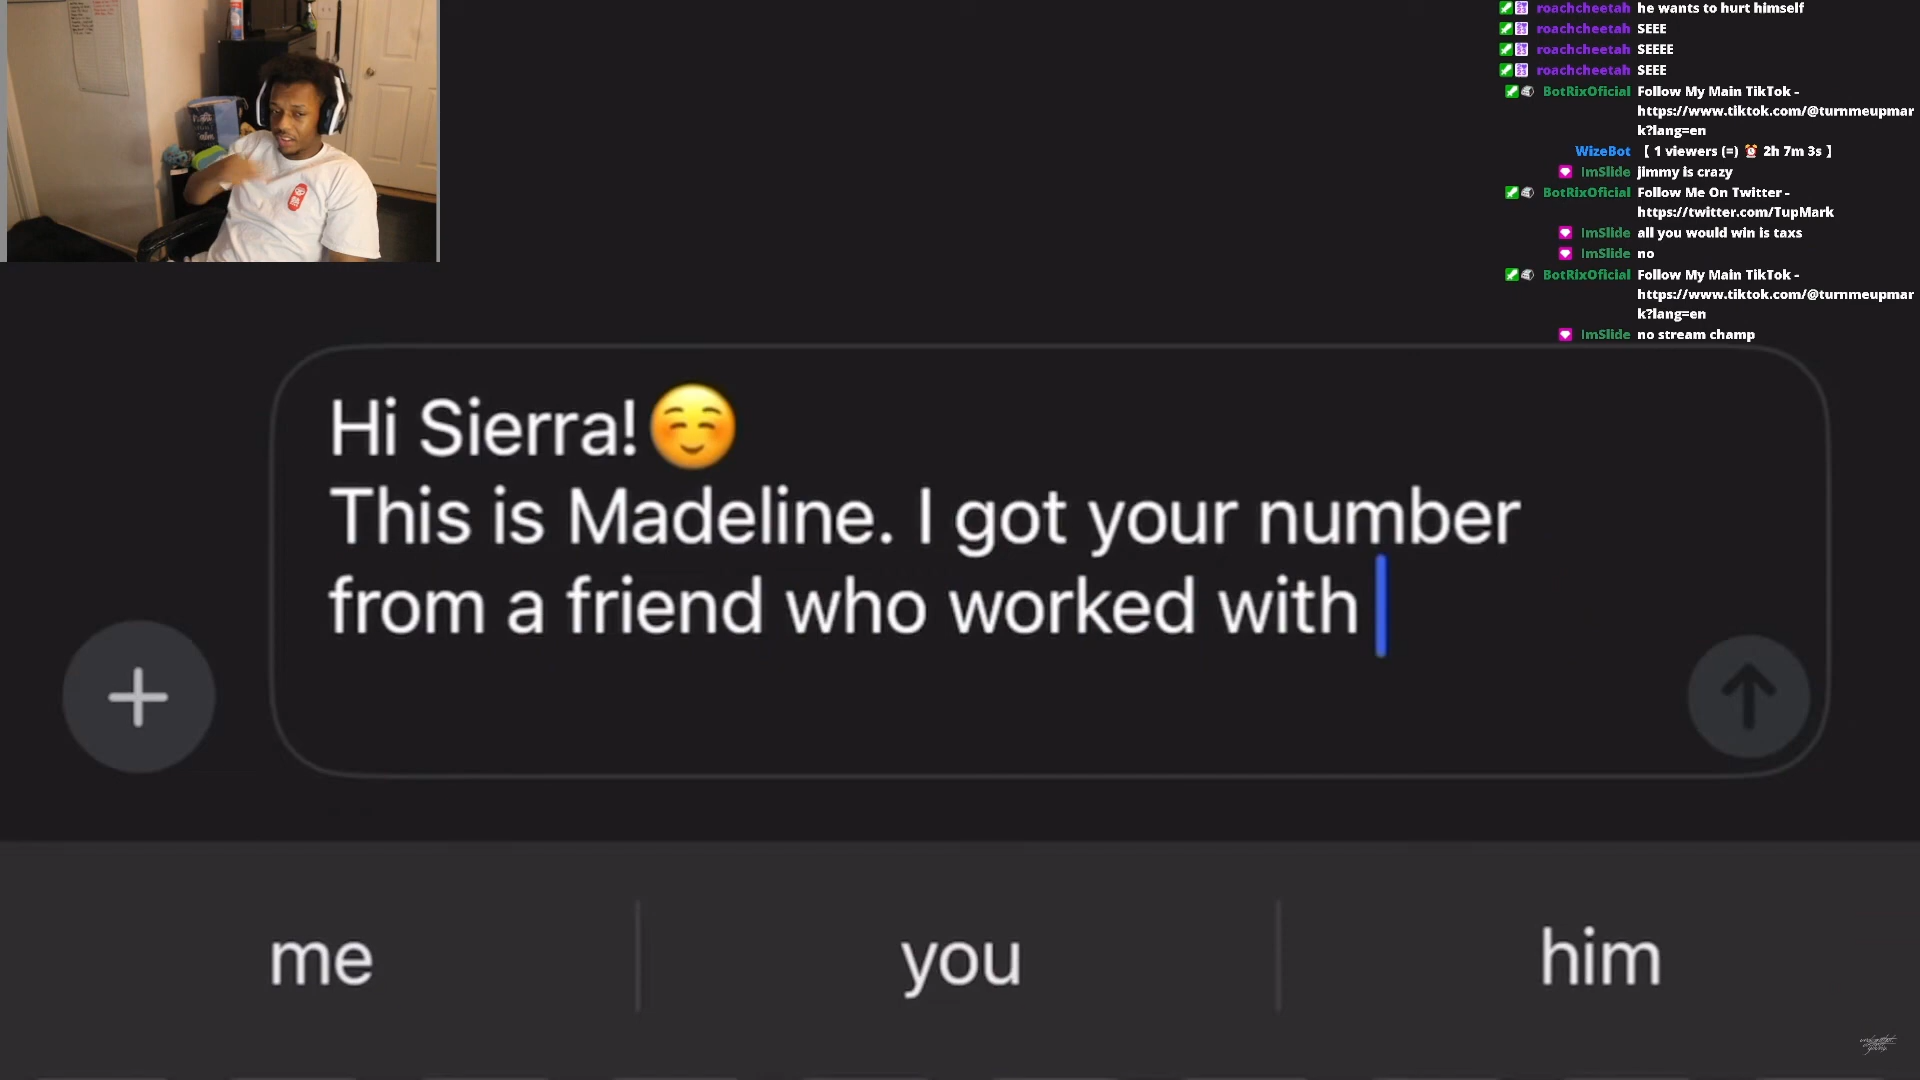 roachcheetah he wants to hurt himself
roachcheetah SEEE
roachcheetah SEEEE
roachcheetah SEEE
BotRixOficial Follow My Main TikTok -
https://www.tiktok.com/@turnmeupmar
k?lang=en
WizeBot 【 1 viewers (=) ⏰ 2h 7m 3s 】
ImSlide jimmy is crazy
BotRixOficial Follow Me On Twitter -
https://twitter.com/TupMark
ImSlide all you would win is taxs
ImSlide no
BotRixOficial Follow My Main TikTok -
https://www.tiktok.com/@turnmeupmar
k?lang=en
ImSlide no stream champ
Hi Sierra!☺️
This is Madeline. I got your number
from a friend who worked with
me
you
him